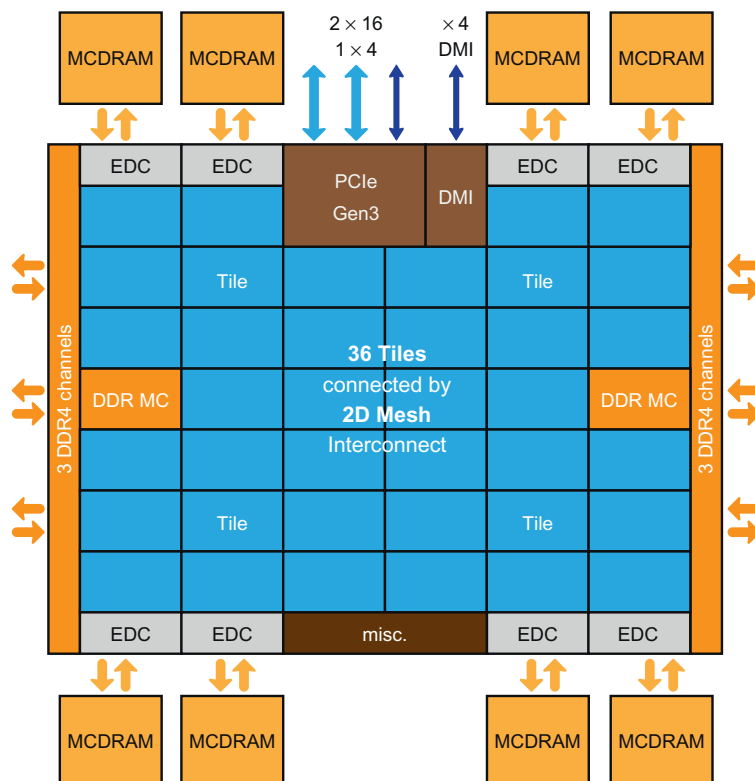 2 × 16
1 × 4
× 4
DMI
MCDRAM
MCDRAM
MCDRAM
MCDRAM
EDC
EDC
PCIe
Gen3
DMI
EDC
EDC
Tile
Tile
3 DDR4 channels
36 Tiles
connected by
2D Mesh
Interconnect
DDR MC
DDR MC
3 DDR4 channels
Tile
Tile
EDC
EDC
misc.
EDC
EDC
MCDRAM
MCDRAM
MCDRAM
MCDRAM